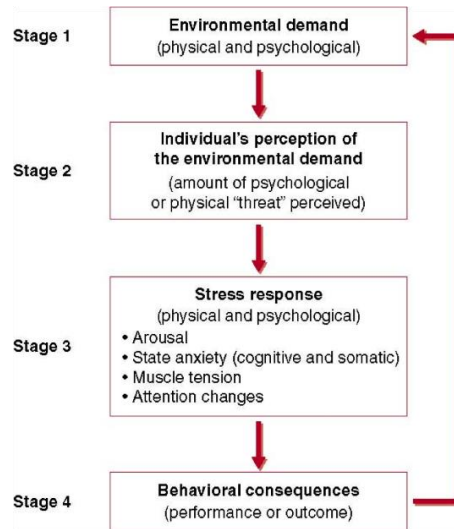 Stage 1
Environmental demand
(physical and psychological)
Stage 2
Individual's perception of
the environmental demand
(amount of psychological
or physical "threat" perceived)
Stage 3
Stress response
(physical and psychological)
• Arousal
• State anxiety (cognitive and somatic)
• Muscle tension
• Attention changes
Stage 4
Behavioral consequences
(performance or outcome)